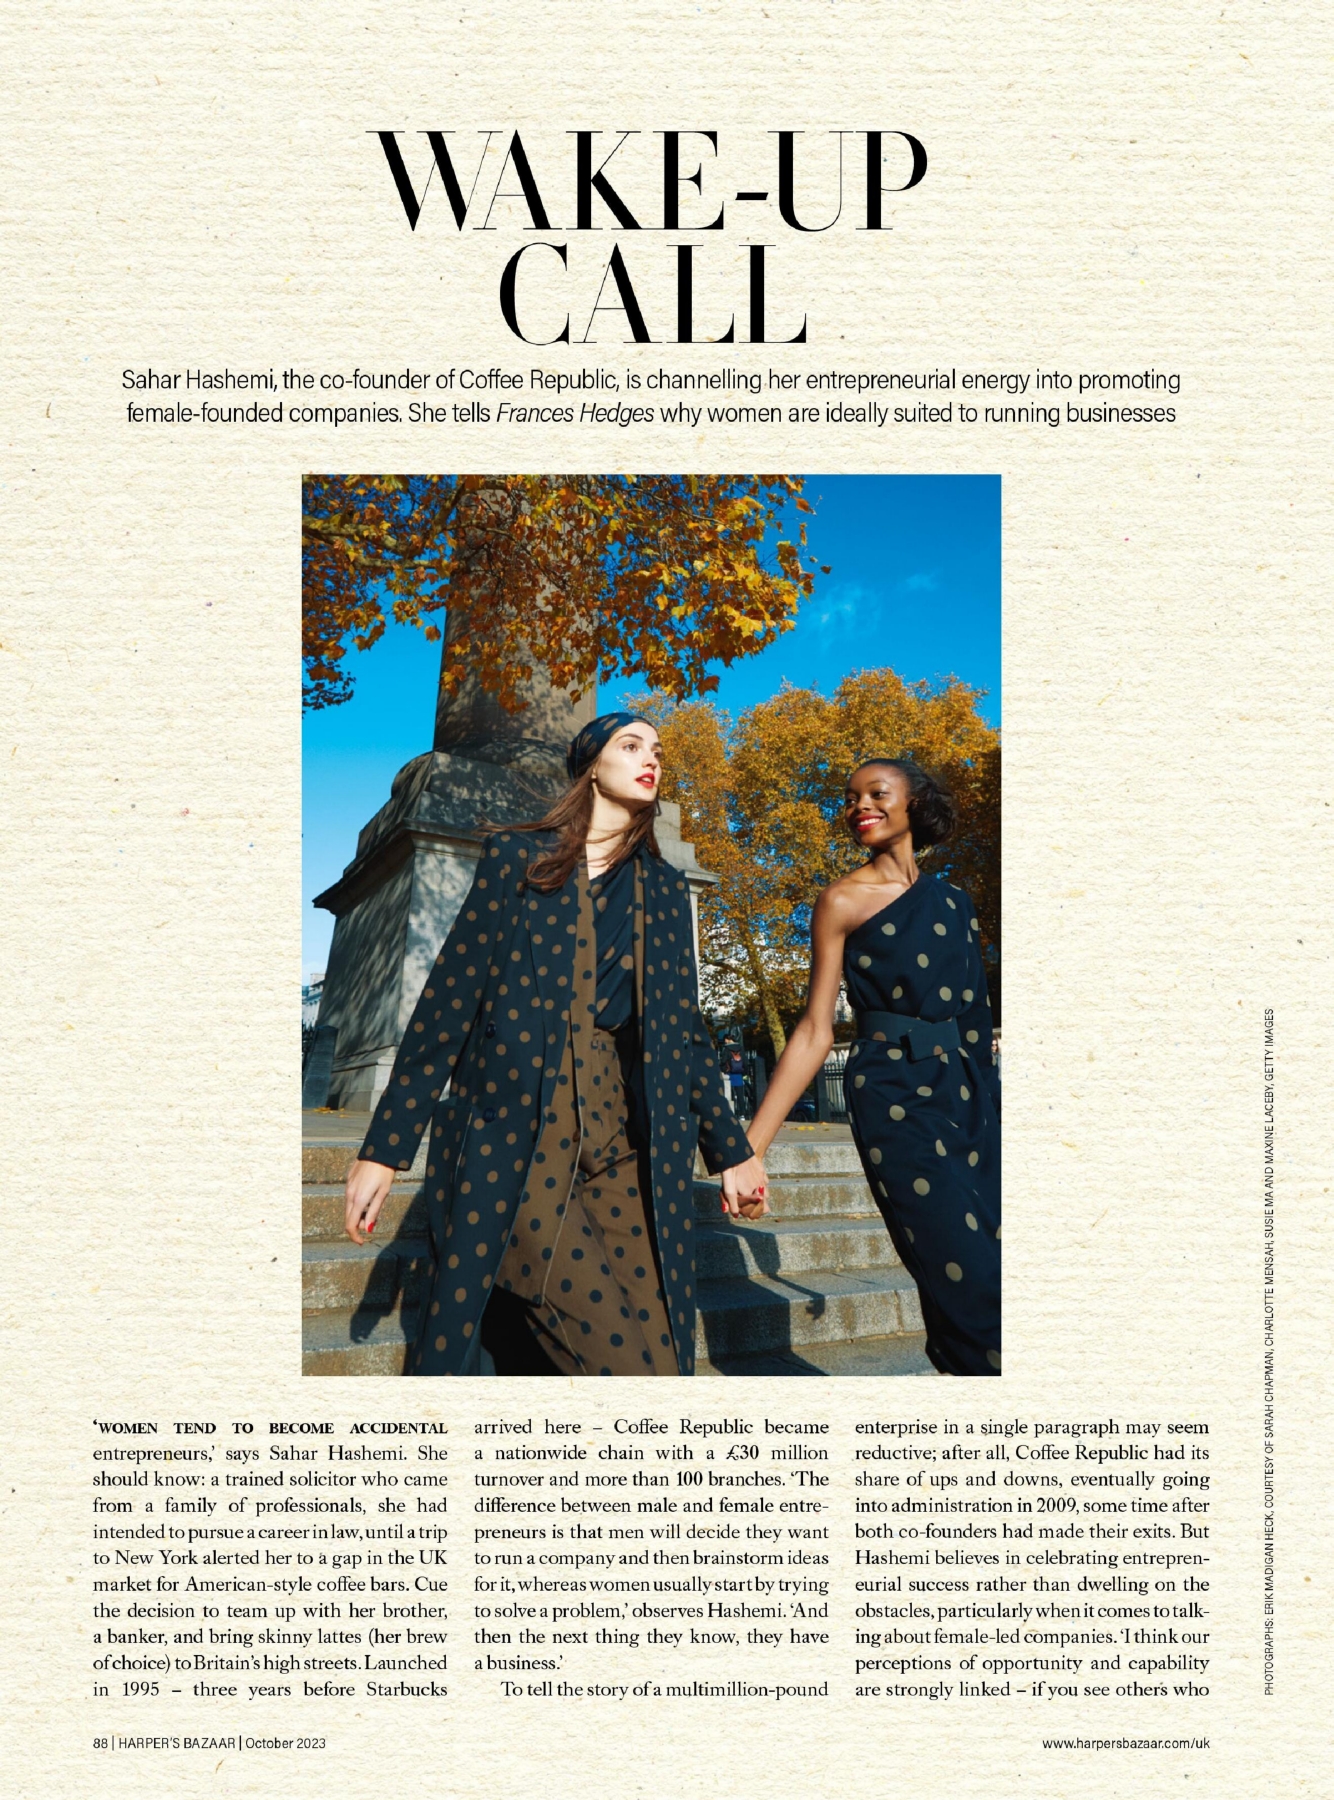 WAKE-UP
CALL
Sahar Hashemi, the co-founder of Coffee Republic, is channelling her entrepreneurial energy into promoting
female-founded companies. She tells Frances Hedges why women are ideally suited to running businesses
‘WOMEN TEND TO BECOME ACCIDENTAL
entrepreneurs,’ says Sahar Hashemi. She
should know: a trained solicitor who came
from a family of professionals, she had
intended to pursue a career in law, until a trip
to New York alerted her to a gap in the UK
market for American-style coffee bars. Cue
the decision to team up with her brother,
a banker, and bring skinny lattes (her brew
of choice) to Britain’s high streets. Launched
in 1995 – three years before Starbucks
arrived here – Coffee Republic became
a nationwide chain with a £30 million
turnover and more than 100 branches. ‘The
difference between male and female entre-
preneurs is that men will decide they want
to run a company and then brainstorm ideas
for it, whereas women usually start by trying
to solve a problem,’ observes Hashemi. ‘And
then the next thing they know, they have
a business.’
To tell the story of a multimillion-pound
enterprise in a single paragraph may seem
reductive; after all, Coffee Republic had its
share of ups and downs, eventually going
into administration in 2009, some time after
both co-founders had made their exits. But
Hashemi believes in celebrating entrepren-
eurial success rather than dwelling on the
obstacles, particularly when it comes to talk-
ing about female-led companies. ‘I think our
perceptions of opportunity and capability
are strongly linked – if you see others who
PHOTOGRAPHS: ERIK MADIGAN HECK, COURTESY OF SARAH CHAPMAN, CHARLOTTE MENSAH, SUSIE MA AND MAXINE LACEBY, GETTY IMAGES
88 | HARPER’S BAZAAR | October 2023
www.harpersbazaar.com/uk